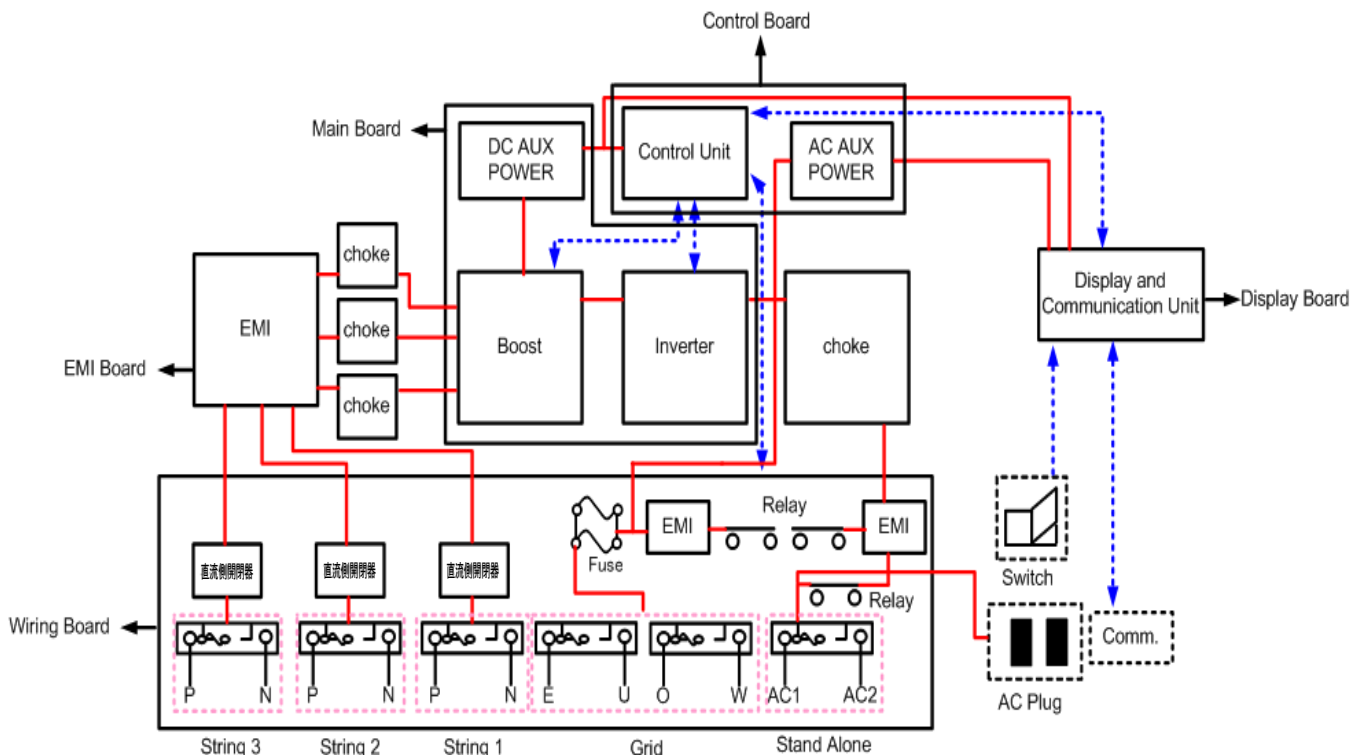 Control Board
Main Board
DC AUX
POWER
Control Unit
AC AUX
POWER
choke
EMI
choke
choke
Boost
Inverter
choke
Display and
Communication Unit
Display Board
EMI Board
Relay
EMI
EMI
Fuse
直流側開閉器
直流側開閉器
直流側開閉器
Relay
Switch
Wiring Board
Comm.
P
N
P
N
P
N
E
U
O
W
AC1
AC2
AC Plug
String 3
String 2
String 1
Grid
Stand Alone